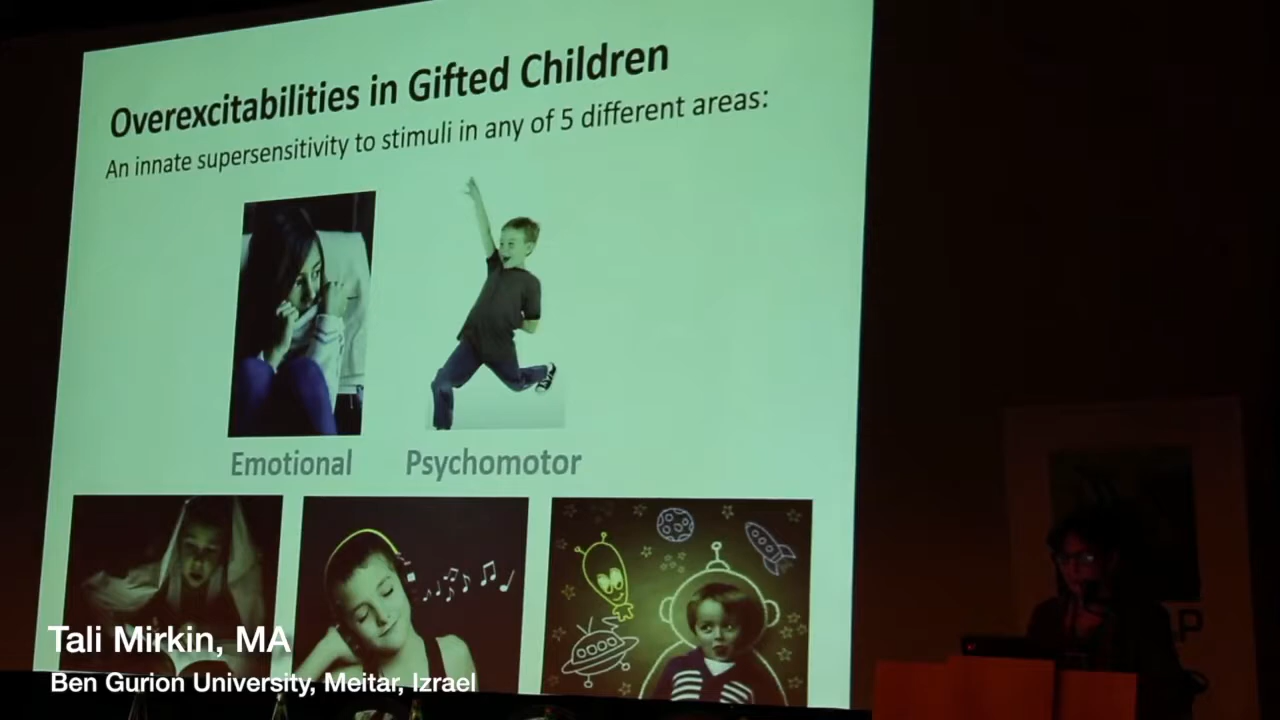 Overexcitabilities in Gifted Children
An innate supersensitivity to stimuli in any of 5 different areas:
Emotional
Psychomotor
Tali Mirkin, MA
Ben Gurion University, Meitar, Izrael